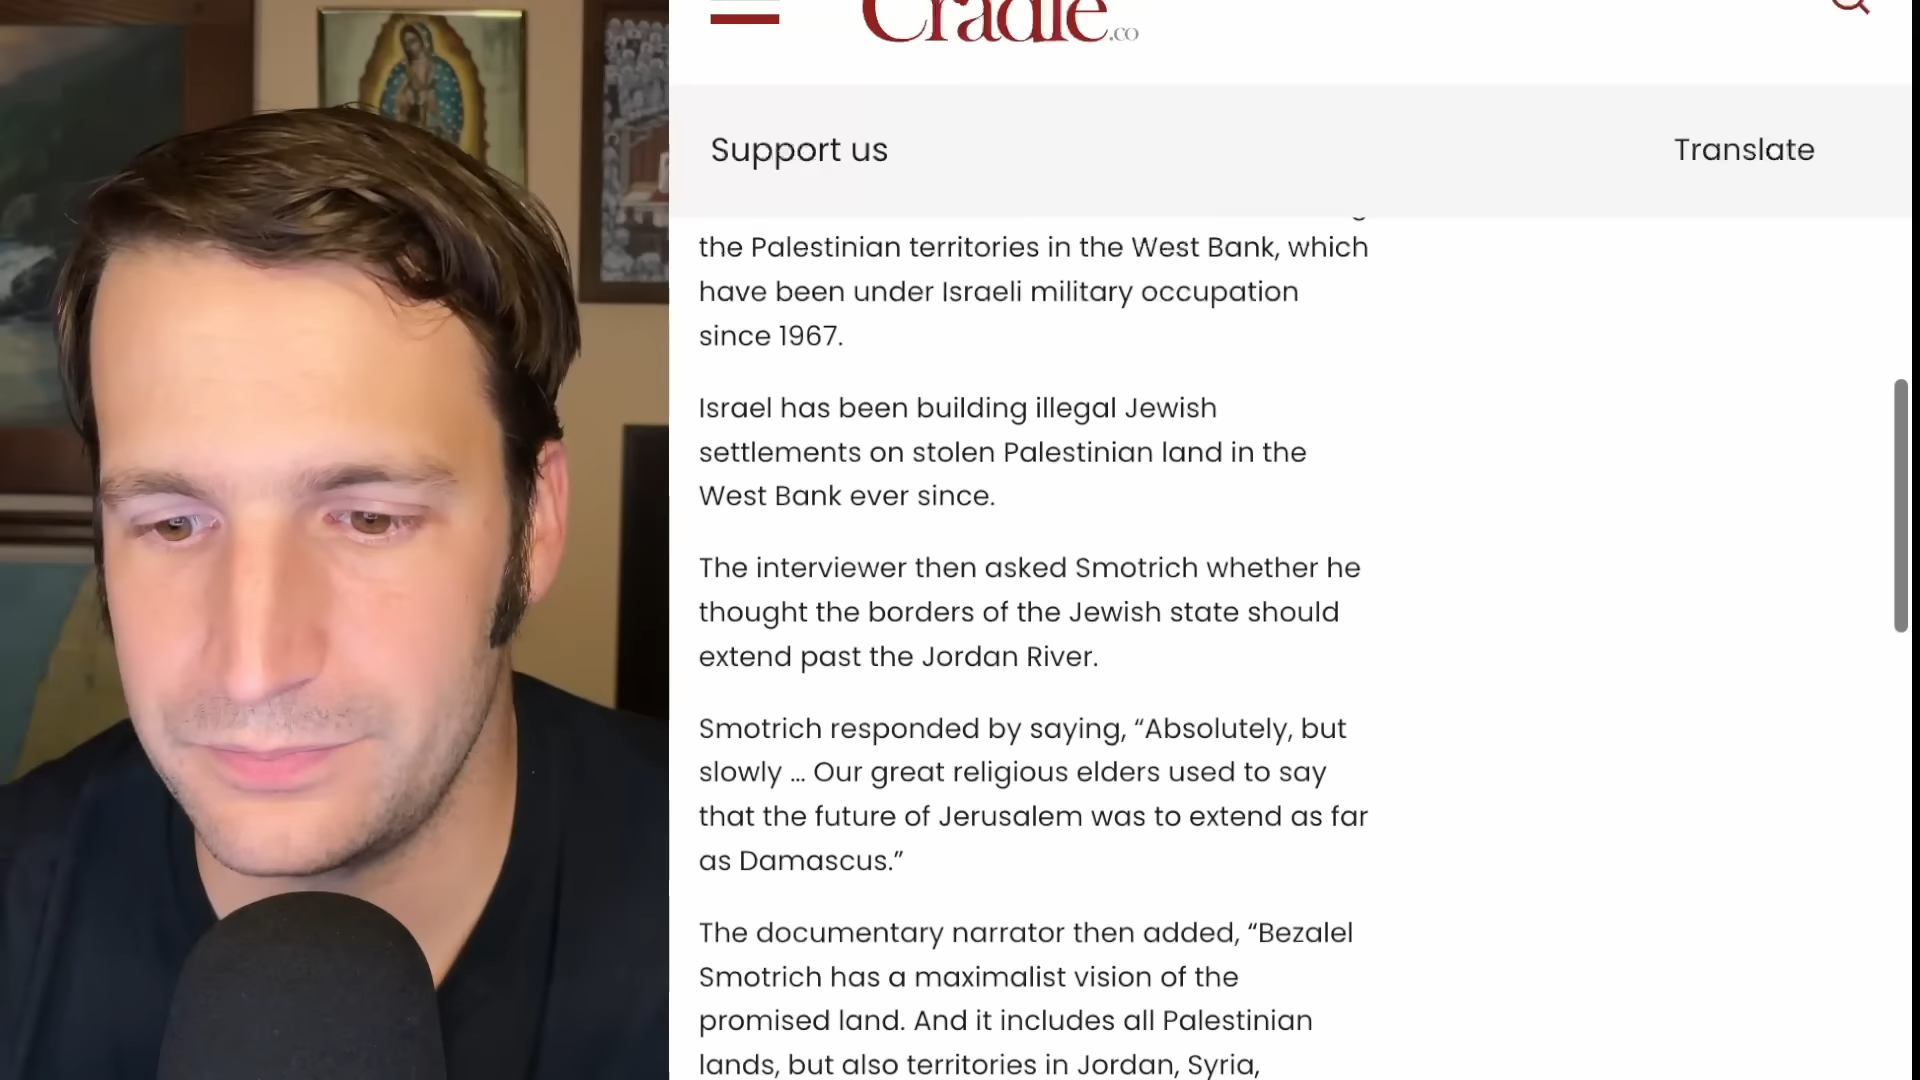 Cradle.co
Support us
Translate
the Palestinian territories in the West Bank, which
have been under Israeli military occupation
since 1967.
Israel has been building illegal Jewish
settlements on stolen Palestinian land in the
West Bank ever since.
The interviewer then asked Smotrich whether he
thought the borders of the Jewish state should
extend past the Jordan River.
Smotrich responded by saying, “Absolutely, but
slowly ... Our great religious elders used to say
that the future of Jerusalem was to extend as far
as Damascus.”
The documentary narrator then added, “Bezalel
Smotrich has a maximalist vision of the
promised land. And it includes all Palestinian
lands, but also territories in Jordan, Syria,